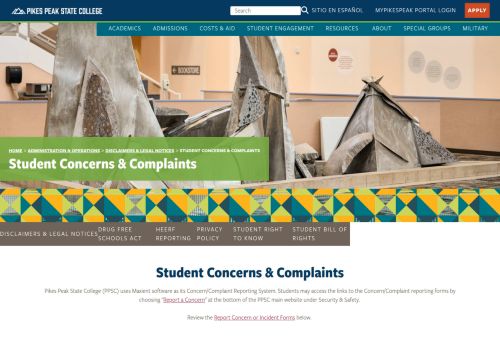 PIKES PEAK STATE COLLEGE
Search
SITIO EN ESPAÑOL
MYPIKESPEAK PORTAL LOGIN
APPLY
ACADEMICS ADMISSIONS COSTS & AID STUDENT ENGAGEMENT RESOURCES ABOUT SPECIAL GROUPS MILITARY
BOOKSTORE
HOME > ADMINISTRATION & OPERATIONS > DISCLAIMERS & LEGAL NOTICES > STUDENT CONCERNS & COMPLAINTS
Student Concerns & Complaints
DISCLAIMERS & LEGAL NOTICES
DRUG FREE
SCHOOLS ACT
HEERF
REPORTING
PRIVACY
POLICY
STUDENT RIGHT
TO KNOW
STUDENT BILL OF
RIGHTS
Student Concerns & Complaints
Pikes Peak State College (PPSC) uses Maxient software as its Concern/Complaint Reporting System. Students may access the links to the Concern/Complaint reporting forms by
choosing “Report a Concern” at the bottom of the PPSC main website under Security & Safety.
Review the Report Concern or Incident Forms below.